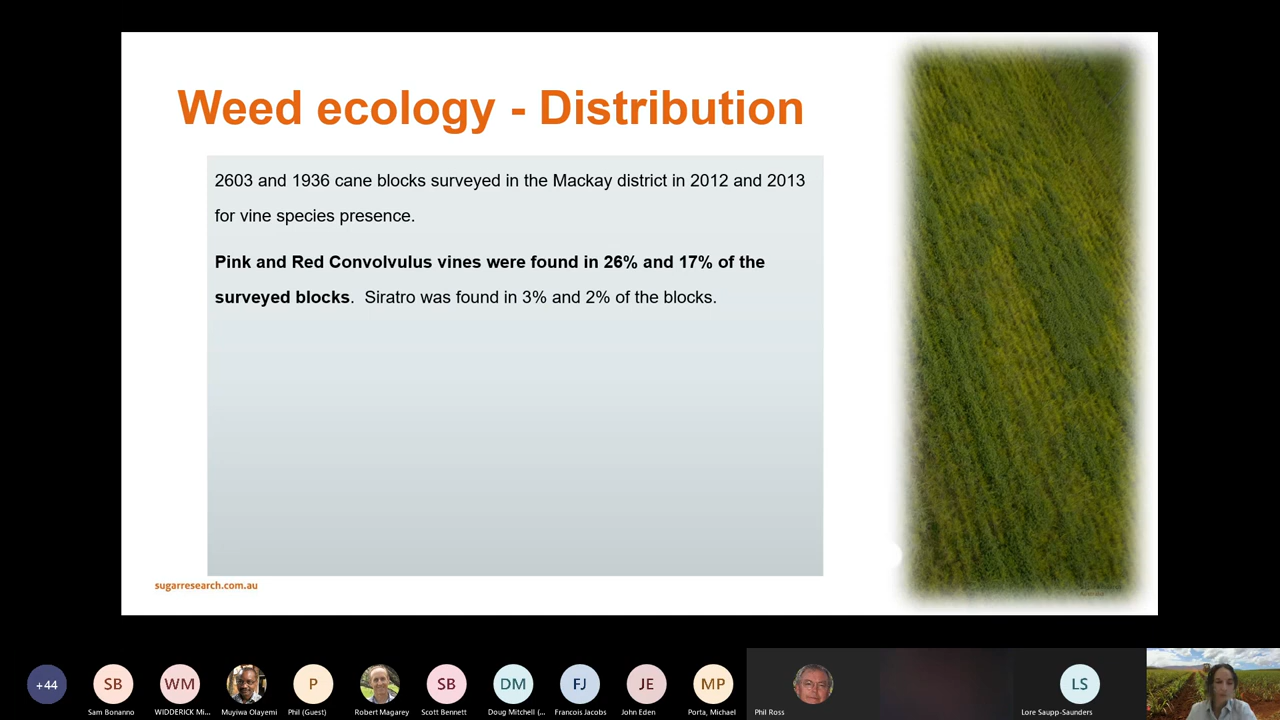 Weed ecology - Distribution
2603 and 1936 cane blocks surveyed in the Mackay district in 2012 and 2013
for vine species presence.
Pink and Red Convolvulus vines were found in 26% and 17% of the
surveyed blocks.  Siratro was found in 3% and 2% of the blocks.
sugarresearch.com.au
+44
SB
WM
P
SB
DM
FJ
JE
MP
LS
Sam Bonanno
WIDDERICK Mi...
Muyiwa Olayemi
Phil (Guest)
Robert Magarey
Scott Bennett
Doug Mitchell (...
Francois Jacobs
John Eden
Porta, Michael
Phil Ross
Lore Saupp-Saunders